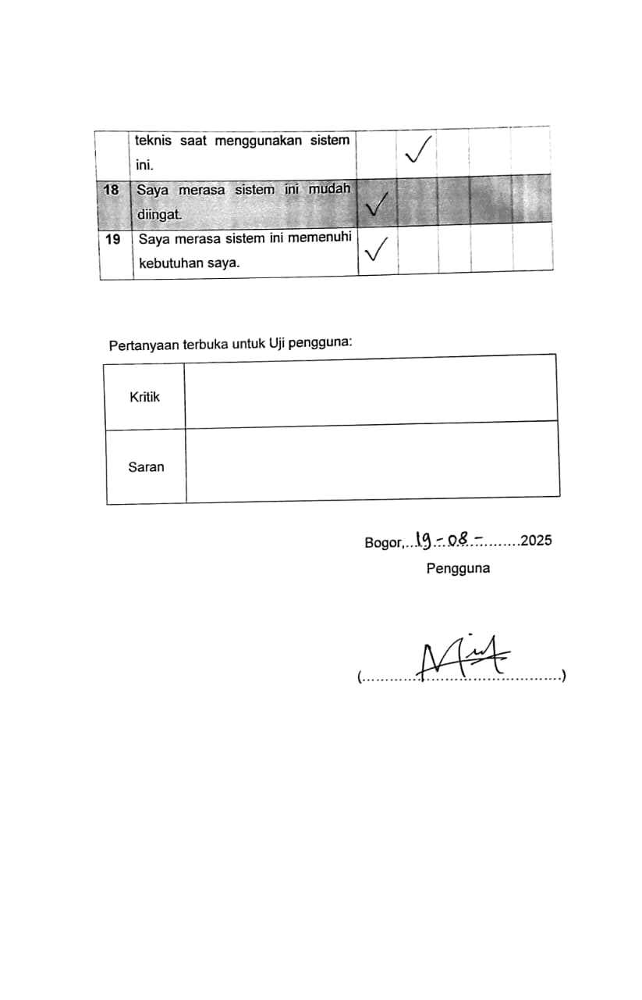 teknis saat menggunakan sistem
ini.
18 Saya merasa sistem ini mudah
diingat.
19 Saya merasa sistem ini memenuhi
kebutuhan saya.
Pertanyaan terbuka untuk Uji pengguna:
Kritik
Saran
Bogor,...19-08-..........2025
Pengguna
(..............................................)